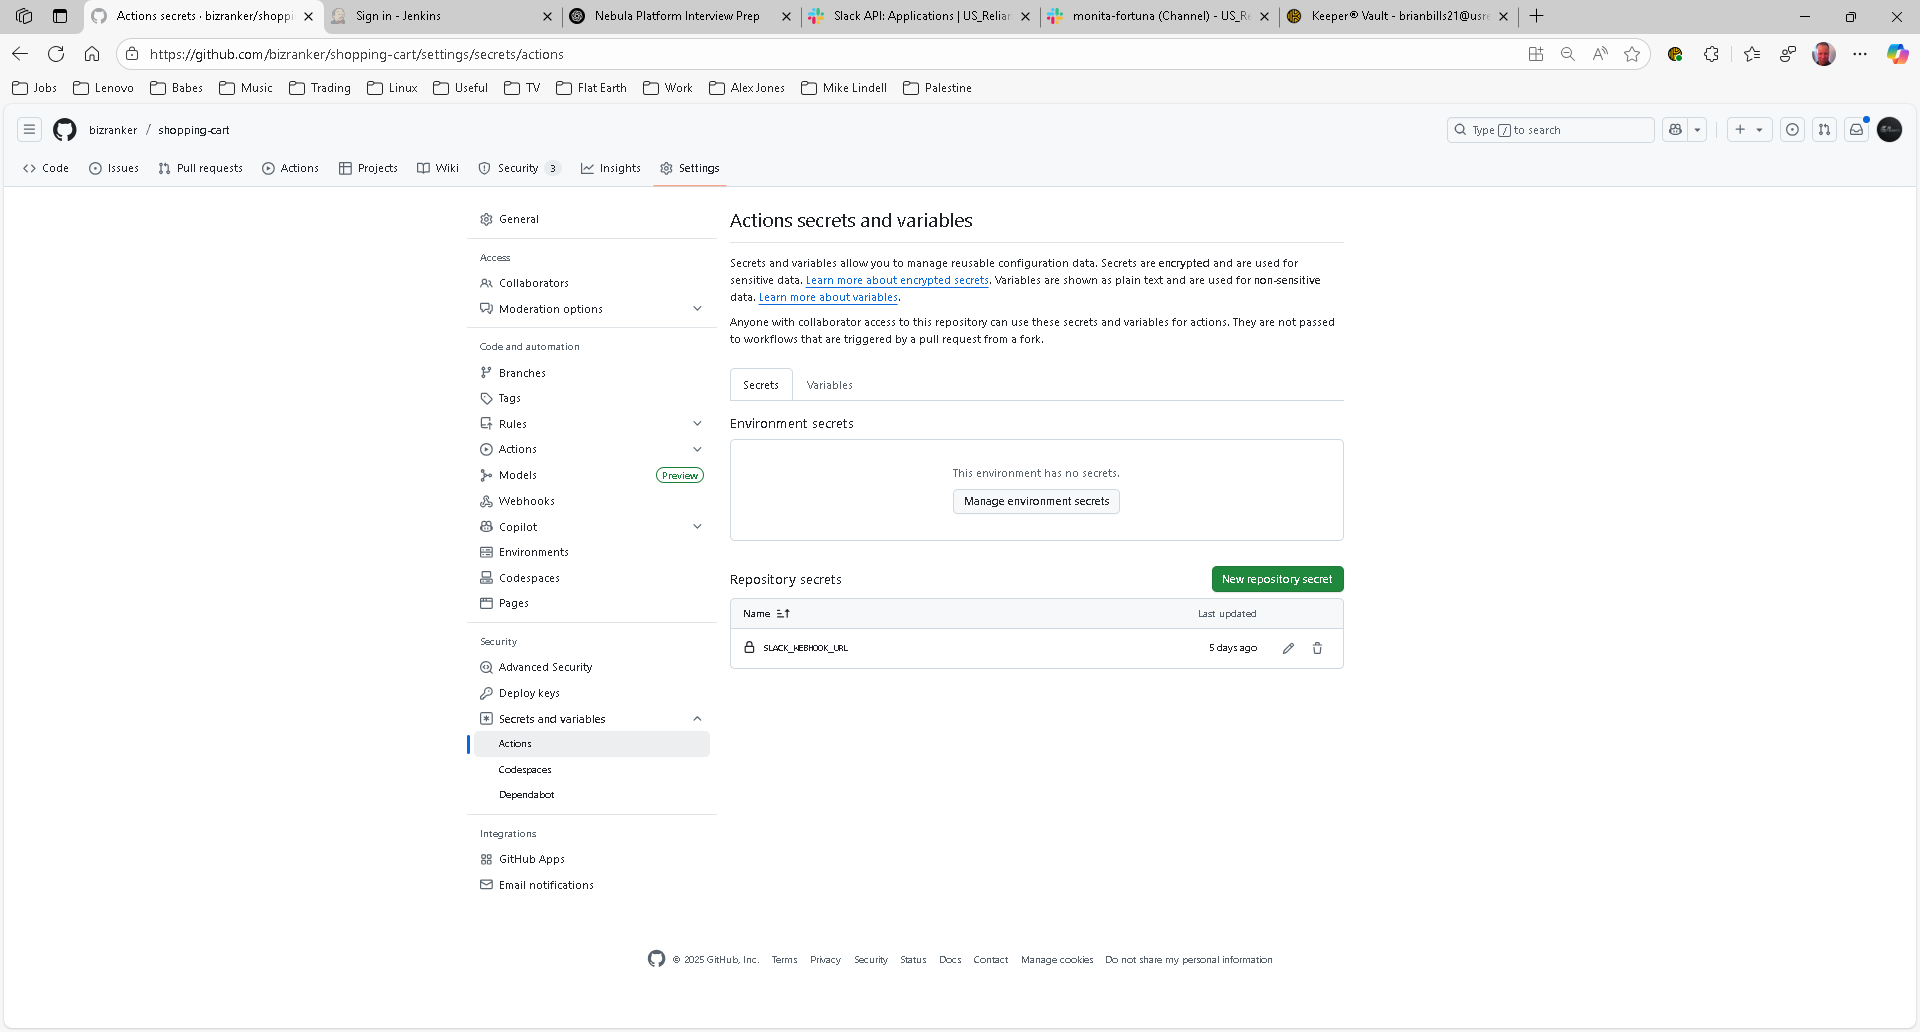 Actions secrets · bizranker/shoppi
Sign in - Jenkins
Nebula Platform Interview Prep
Slack API: Applications | US_Relia
monita-fortuna (Channel) - US_Re
Keeper® Vault - brianbills21@usre
https://github.com/bizranker/shopping-cart/settings/secrets/actions
Jobs Lenovo Babes Music Trading Linux Useful TV Flat Earth Work Alex Jones Mike Lindell Palestine
bizranker / shopping-cart
Type / to search
Code Issues Pull requests Actions Projects Wiki Security 3 Insights Settings
General
Access
Collaborators
Moderation options
Code and automation
Branches
Tags
Rules
Actions
Models Preview
Webhooks
Copilot
Environments
Codespaces
Pages
Security
Advanced Security
Deploy keys
Secrets and variables
Actions
Codespaces
Dependabot
Integrations
GitHub Apps
Email notifications
Actions secrets and variables
Secrets and variables allow you to manage reusable configuration data. Secrets are encrypted and are used for
sensitive data. Learn more about encrypted secrets. Variables are shown as plain text and are used for non-sensitive
data. Learn more about variables.
Anyone with collaborator access to this repository can use these secrets and variables for actions. They are not passed
to workflows that are triggered by a pull request from a fork.
Secrets Variables
Environment secrets
This environment has no secrets.
Manage environment secrets
Repository secrets New repository secret
Name Last updated
SLACK_WEBHOOK_URL 5 days ago
© 2025 GitHub, Inc. Terms Privacy Security Status Docs Contact Manage cookies Do not share my personal information